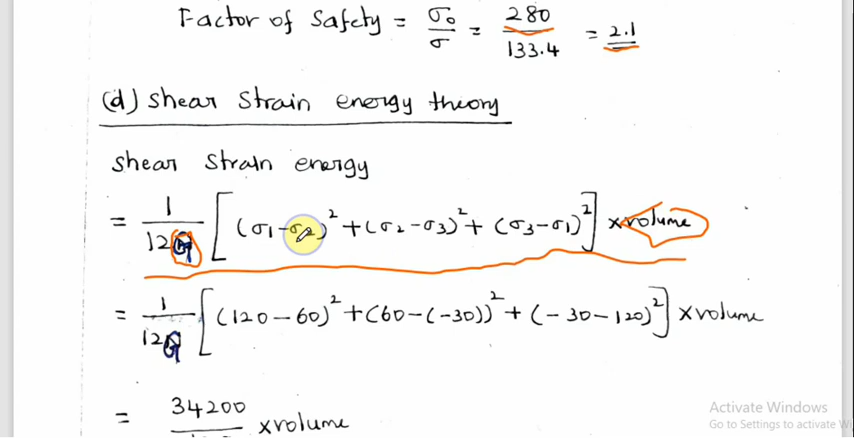 Factor of Safety = σ₀/σ = 280/133.4 = 2.1
(d) Shear Strain energy theory
Shear Strain energy
= 1/12G [(σ1-σ2)² + (σ2-σ3)² + (σ3-σ1)²] × volume
= 1/12G [(120-60)² + (60-(-30))² + (-30-120)²] × volume
= 34200/ × volume
Activate Windows
Go to Settings to activate W